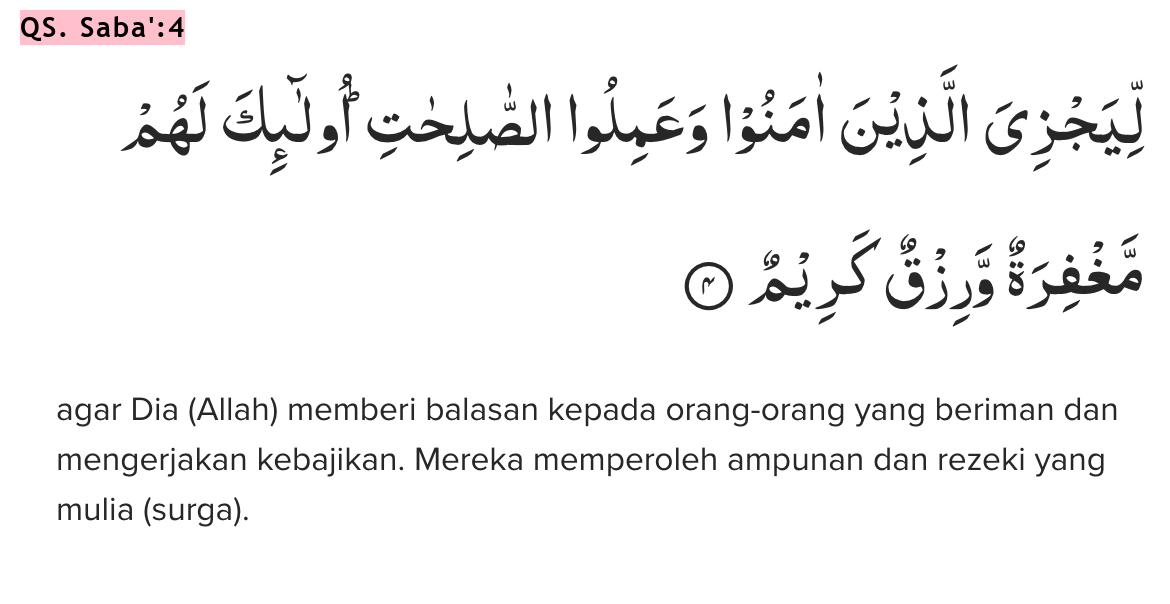 QS. Saba':4
لِّيَجْزِىَ الَّذِيْنَ اٰمَنُوْا وَعَمِلُوا الصّٰلِحٰتِۗ اُولٰۤىِٕكَ لَهُمْ
مَّغْفِرَةٌ وَّرِزْقٌ كَرِيْمٌ ٤
agar Dia (Allah) memberi balasan kepada orang-orang yang beriman dan
mengerjakan kebajikan. Mereka memperoleh ampunan dan rezeki yang
mulia (surga).